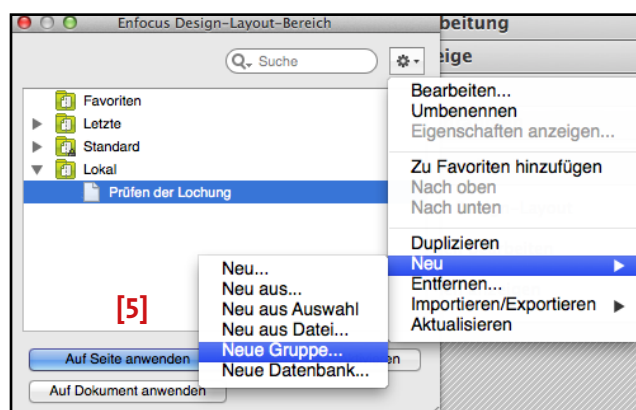 Enfocus Design-Layout-Bereich
beitung
eige
Suche
Favoriten
Letzte
Standard
Lokal
Prüfen der Lochung
Bearbeiten...
Umbenennen
Eigenschaften anzeigen...
Zu Favoriten hinzufügen
Nach oben
Nach unten
Duplizieren
Neu
Entfernen...
Importieren/Exportieren
Aktualisieren
Neu...
Neu aus...
Neu aus Auswahl
Neu aus Datei...
Neue Gruppe...
Neue Datenbank...
[5]
Auf Seite anwenden
en
Auf Dokument anwenden